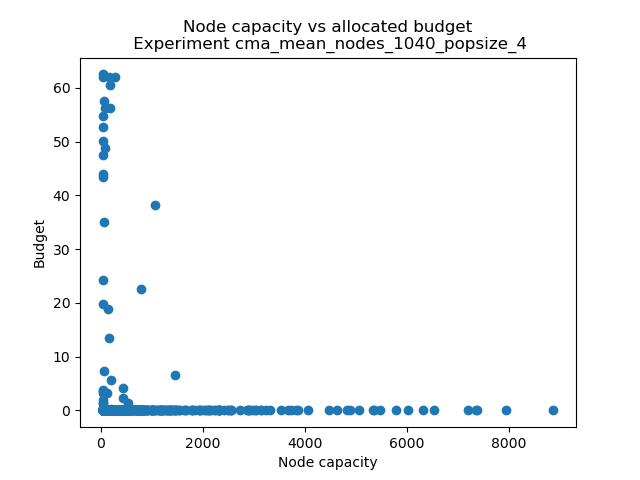 Node capacity vs allocated budget
Experiment cma_mean_nodes_1040_popsize_4
60
50
40
30
20
10
0
Budget
0 2000 4000 6000 8000
Node capacity